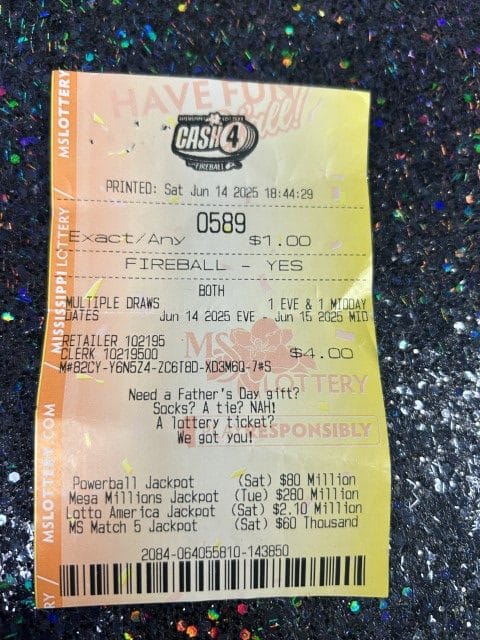 HAVE FUN
CASH 4
FIREBALL
PRINTED: Sat Jun 14 2025 18:44:29
0589
Exact/Any $1.00
FIREBALL - YES
BOTH
MULTIPLE DRAWS 1 EVE & 1 MIDDAY
DATES Jun 14 2025 EVE - Jun 15 2025 MID
RETAILER 102195
CLERK 10219500 $4.00
M#82CY-Y6N5Z4-ZC6T8D-XD3M6Q-7#S
MS LOTTERY
Need a Father's Day gift?
Socks? A tie? NAH!
A lottery ticket?
We got you!
RESPONSIBLY
Powerball Jackpot (Sat) $80 Million
Mega Millions Jackpot (Tue) $280 Million
Lotto America Jackpot (Sat) $2.10 Million
MS Match 5 Jackpot (Sat) $60 Thousand
2084-064055810-143850
MSLOTTERY
MISSISSIPPI LOTTERY
MSLOTTERY.COM